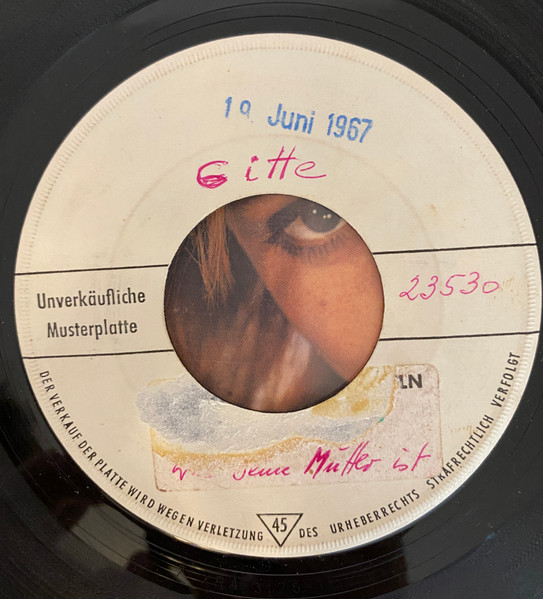 19. Juni 1967
Gitte
Unverkäufliche
Musterplatte
23530
LN
seine Mutter ist
DER VERKAUF DER PLATTE WIRD WEGEN VERLETZUNG DES URHEBERRECHTS STRAFRECHTLICH VERFOLGT
45